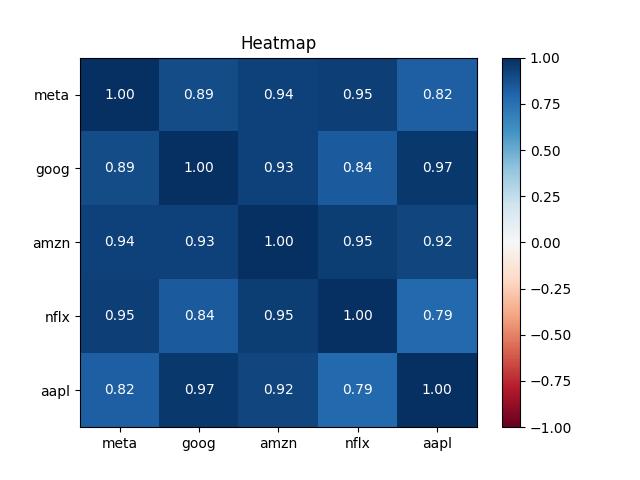 Heatmap
meta 1.00 0.89 0.94 0.95 0.82
goog 0.89 1.00 0.93 0.84 0.97
amzn 0.94 0.93 1.00 0.95 0.92
nflx 0.95 0.84 0.95 1.00 0.79
aapl 0.82 0.97 0.92 0.79 1.00
meta goog amzn nflx aapl
1.00
0.75
0.50
0.25
0.00
−0.25
−0.50
−0.75
−1.00